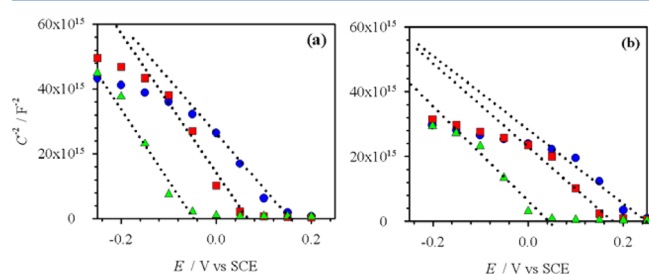 60x10¹⁵
40x10¹⁵
20x10¹⁵
0
C⁻² / F⁻²
(a)
-0.2
0.0
0.2
E / V vs SCE
60x10¹⁵
40x10¹⁵
20x10¹⁵
0
(b)
-0.2
0.0
0.2
E / V vs SCE